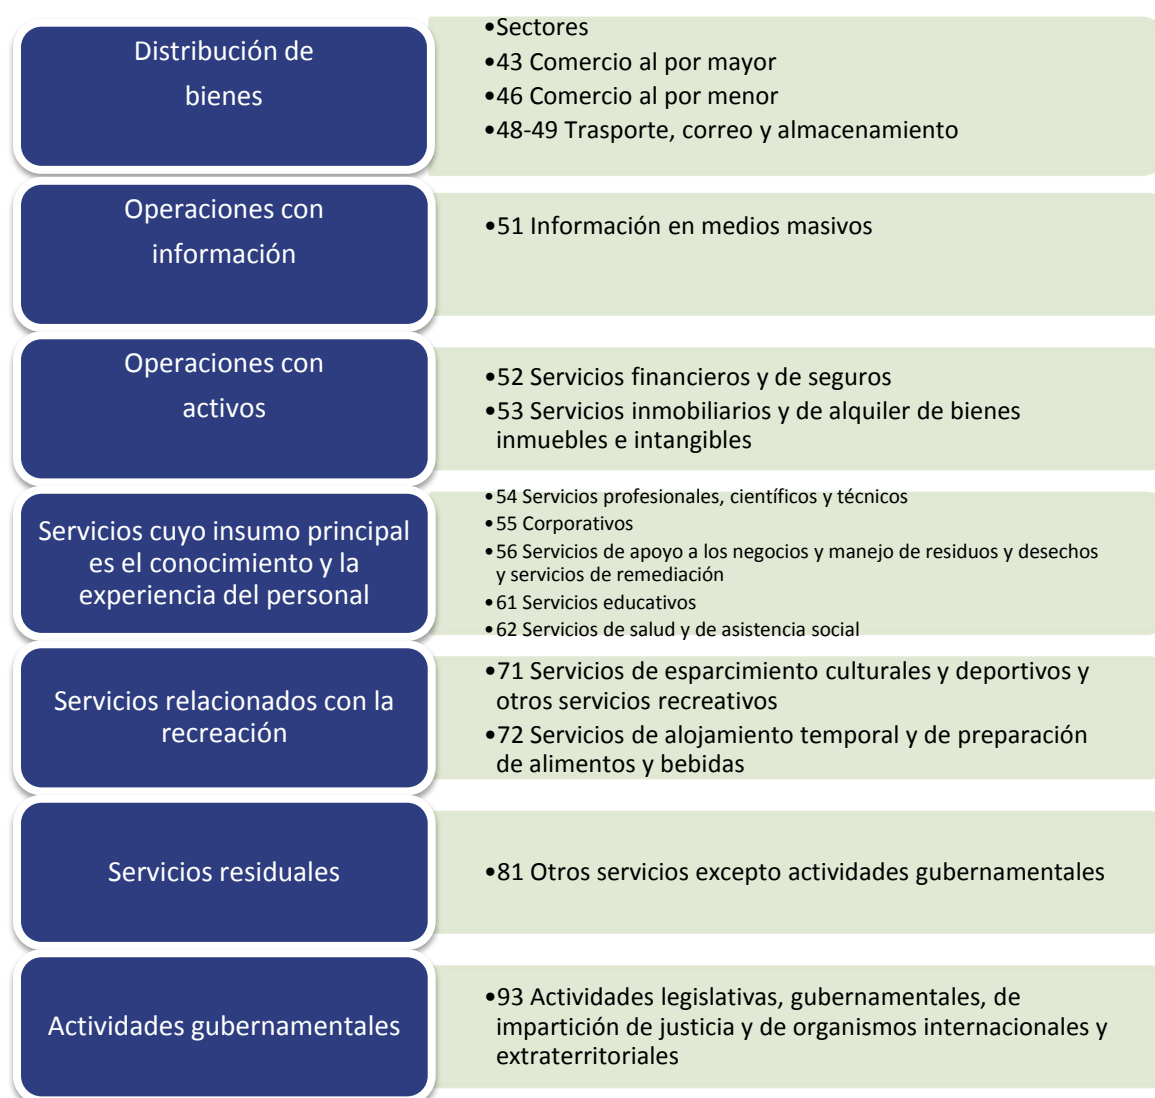 Distribución de
bienes
•Sectores
•43 Comercio al por mayor
•46 Comercio al por menor
•48-49 Trasporte, correo y almacenamiento
Operaciones con
información
•51 Información en medios masivos
Operaciones con
activos
•52 Servicios financieros y de seguros
•53 Servicios inmobiliarios y de alquiler de bienes
inmuebles e intangibles
Servicios cuyo insumo principal
es el conocimiento y la
experiencia del personal
•54 Servicios profesionales, científicos y técnicos
•55 Corporativos
•56 Servicios de apoyo a los negocios y manejo de residuos y desechos
y servicios de remediación
•61 Servicios educativos
•62 Servicios de salud y de asistencia social
Servicios relacionados con la
recreación
•71 Servicios de esparcimiento culturales y deportivos y
otros servicios recreativos
•72 Servicios de alojamiento temporal y de preparación
de alimentos y bebidas
Servicios residuales
•81 Otros servicios excepto actividades gubernamentales
Actividades gubernamentales
•93 Actividades legislativas, gubernamentales, de
impartición de justicia y de organismos internacionales y
extraterritoriales